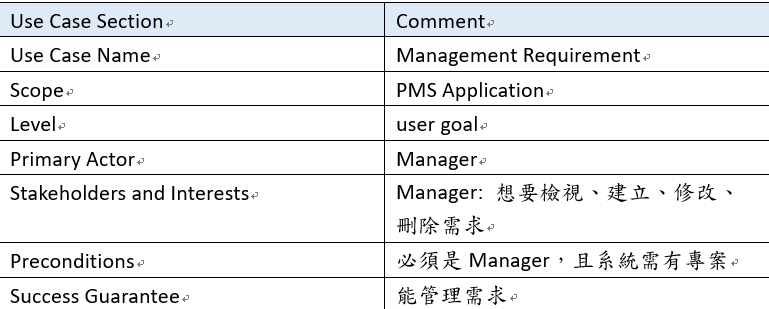 Use Case Section Comment
Use Case Name Management Requirement
Scope PMS Application
Level user goal
Primary Actor Manager
Stakeholders and Interests Manager: 想要檢視、建立、修改、
刪除需求
Preconditions 必須是 Manager，且系統需有專案
Success Guarantee 能管理需求